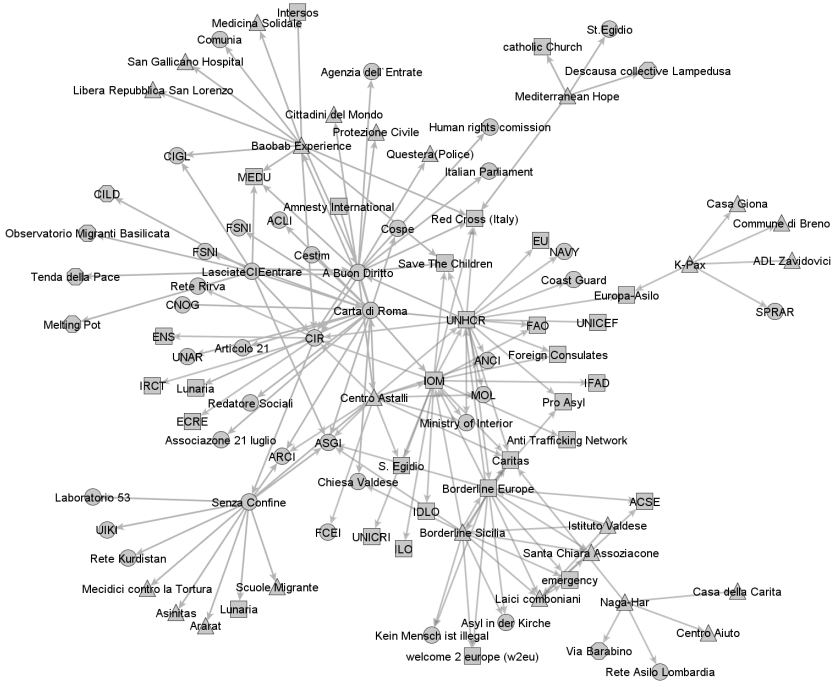 Intersos
Medicina Solidale
St.Egidio
Comunia
catholic Church
San Gallicano Hospital
Agenzia dell`Entrate
Descausa collective Lampedusa
Libera Repubblica San Lorenzo
Mediterranean Hope
Cittadini del Mondo
Protezione Civile
Human rights comission
Baobab Experience
CIGL
Questera(Police)
MEDU
Italian Parliament
CILD
Amnesty International
Casa Giona
FSNI
ACLI
Cospe
Red Cross (Italy)
Commune di Breno
Observatorio Migranti Basilicata
EU
NAVY
FSNI
Cestim
Save The Children
K-Pax
ADL Zavidovici
Tenda della Pace
LasciateCIEentrare
A Buon Diritto
Coast Guard
Rete Rirva
Europa-Asilo
CNOG
Carta di Roma
SPRAR
Melting Pot
UNHCR
FAO
UNICEF
ENS
CIR
UNAR
Articolo 21
ANCI
Foreign Consulates
IRCT
Lunaria
IOM
IFAD
Redatore Sociali
Centro Astalli
MOL
Pro Asyl
ECRE
Ministry of Interior
Associazone 21 luglio
ASGI
Anti Trafficking Network
ARCI
S. Egidio
Caritas
Chiesa Valdese
Borderline Europe
Laboratorio 53
Senza Confine
IDLO
ACSE
UIKI
FCEI
UNICRI
Borderline Sicilia
Istituto Valdese
ILO
Rete Kurdistan
Santa Chiara Assoziacone
emergency
Mecidici contro la Tortura
Scuole Migrante
Laici comboniani
Naga-Har
Casa della Carita
Asinitas
Lunaria
Ararat
Asyl in der Kirche
Kein Mensch ist illegal
Centro Aiuto
welcome 2 europe (w2eu)
Via Barabino
Rete Asilo Lombardia